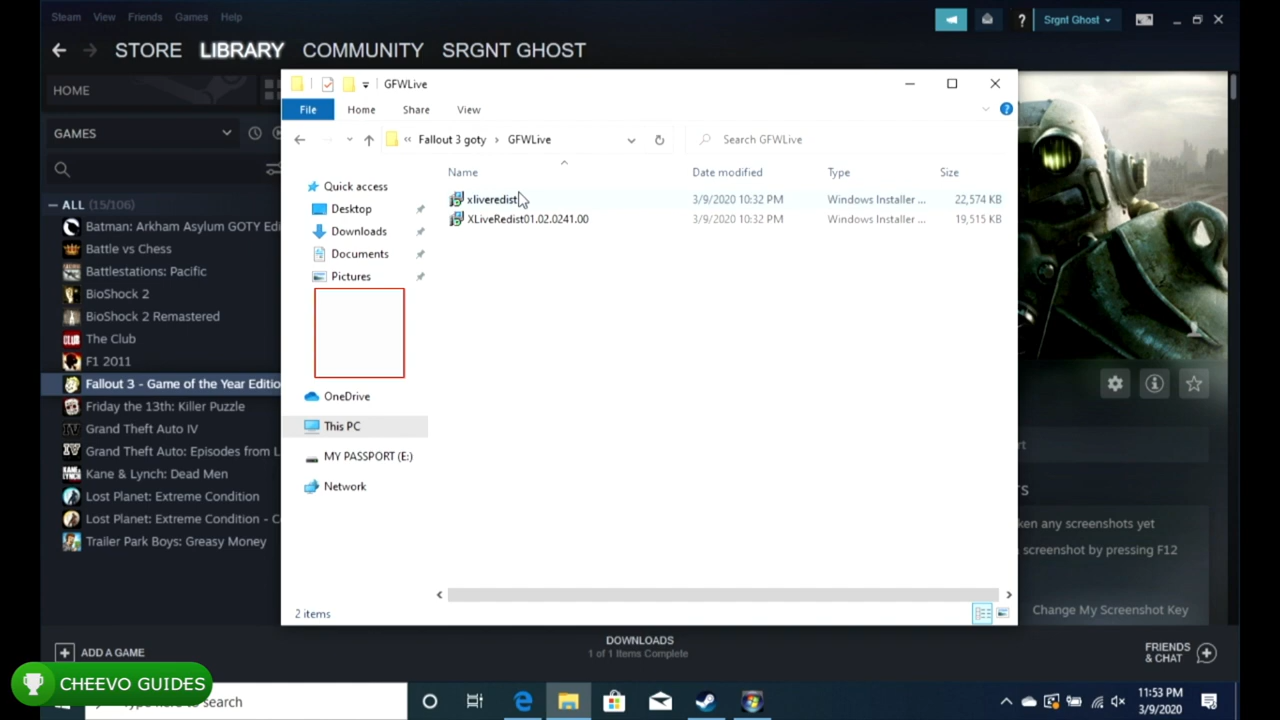 Steam View Friends Games Help
Srgnt Ghost
STORE LIBRARY COMMUNITY SRGNT GHOST
GFWLive
HOME
File Home Share View
GAMES
« Fallout 3 goty › GFWLive
Search GFWLive
Name Date modified Type Size
Quick access
xliveredist 3/9/2020 10:32 PM Windows Installer ... 22,574 KB
ALL (15/106)
Desktop
XLiveRedist01.02.0241.00 3/9/2020 10:32 PM Windows Installer ... 19,515 KB
Batman: Arkham Asylum GOTY Edi
Downloads
Battle vs Chess
Documents
Battlestations: Pacific
Pictures
BioShock 2
BioShock 2 Remastered
The Club
F1 2011
Fallout 3 - Game of the Year Editio
OneDrive
Friday the 13th: Killer Puzzle
Grand Theft Auto IV
This PC
Grand Theft Auto: Episodes from L
MY PASSPORT (E:)
Kane & Lynch: Dead Men
Network
Lost Planet: Extreme Condition
Lost Planet: Extreme Condition - C
Trailer Park Boys: Greasy Money
ken any screenshots yet
screenshot by pressing F12
Change My Screenshot Key
2 items
ADD A GAME
DOWNLOADS
1 of 1 Items Complete
FRIENDS
& CHAT
CHEEVO GUIDES
here to search
11:53 PM
3/9/2020